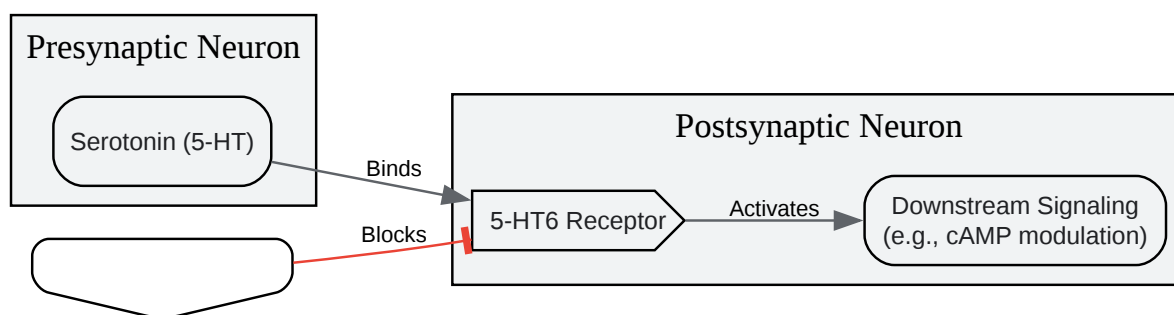 Presynaptic Neuron
Serotonin (5-HT)
Binds
Blocks
Postsynaptic Neuron
5-HT6 Receptor
Activates
Downstream Signaling
(e.g., cAMP modulation)